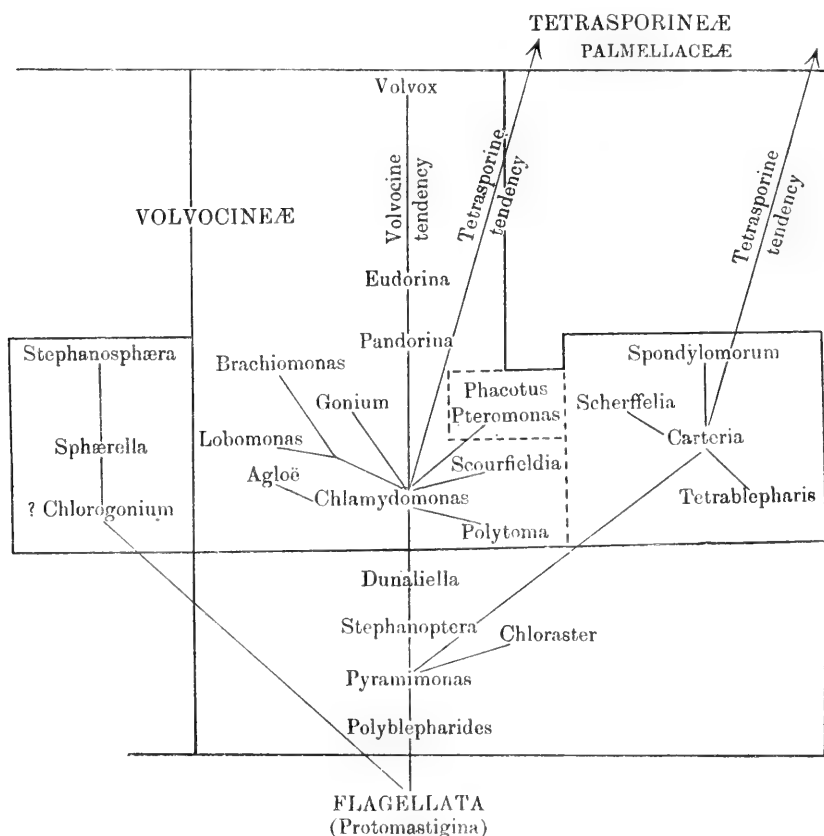 TETRASPORINEÆ
PALMELLACEÆ
Volvox
Volvocine
tendency
Tetrasporine
tendency
Tetrasporine
tendency
VOLVOCINEÆ
Eudorina
Pandorina
Stephanosphæra
Brachiomonas
Spondylomorum
Phacotus
Gonium
Pteromonas
Scherffelia
Sphærella
Lobomonas
Carteria
Scourfieldia
Agloë
Chlamydomonas
Tetrablepharis
? Chlorogonium
Polytoma
Dunaliella
Stephanoptera
Chloraster
Pyramimonas
Polyblepharides
FLAGELLATA
(Protomastigina)